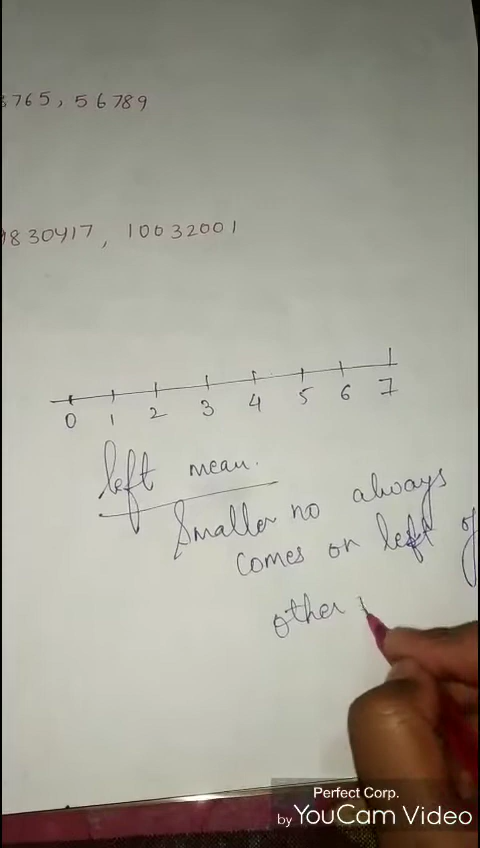 765, 56789
830417, 10032001
0 1 2 3 4 5 6 7
left mean.
Smaller no always
comes on left of
other
Perfect Corp.
by YouCam Video